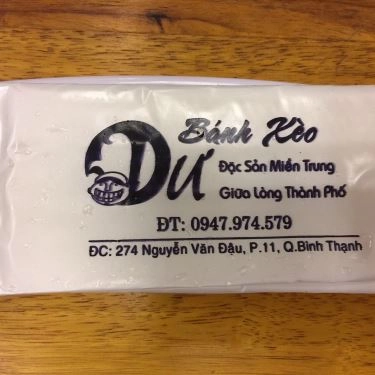 Bánh Kèo
Dư
Đặc Sản Miền Trung
Giữa Lòng Thành Phố
ĐT: 0947.974.579
ĐC: 274 Nguyễn Văn Đậu, P.11, Q.Bình Thạnh